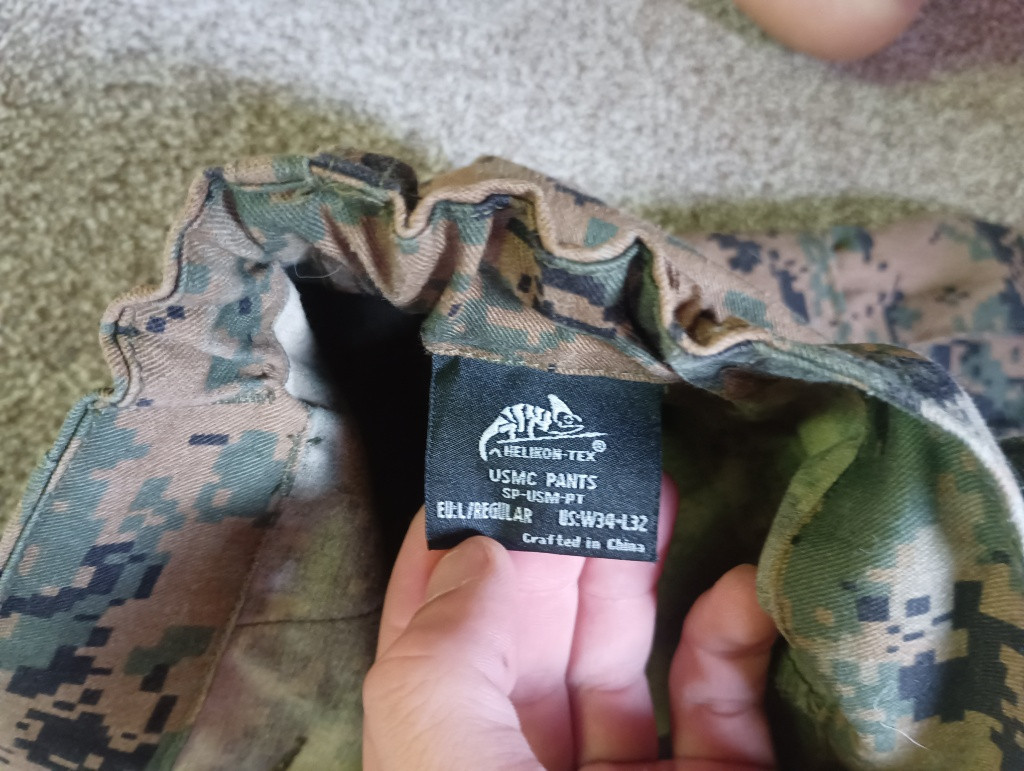 HELIKON-TEX®
USMC PANTS
SP-USM-PT
EU:L/REGULAR US:W34-L32
Crafted in China